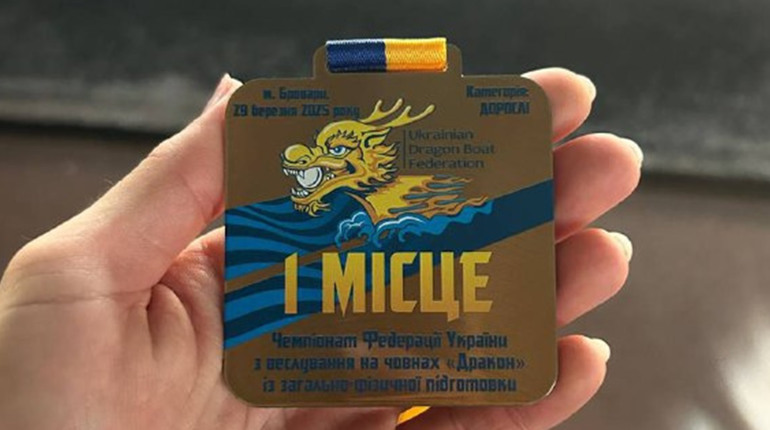 м. Бровари,
29 березня 2025 року
Категорія:
ДОРОСЛІ
Ukrainian
Dragon Boat
Federation
І МІСЦЕ
Чемпіонат Федерації України
з веслування на човнах «Дракон»
із загально-фізичної підготовки